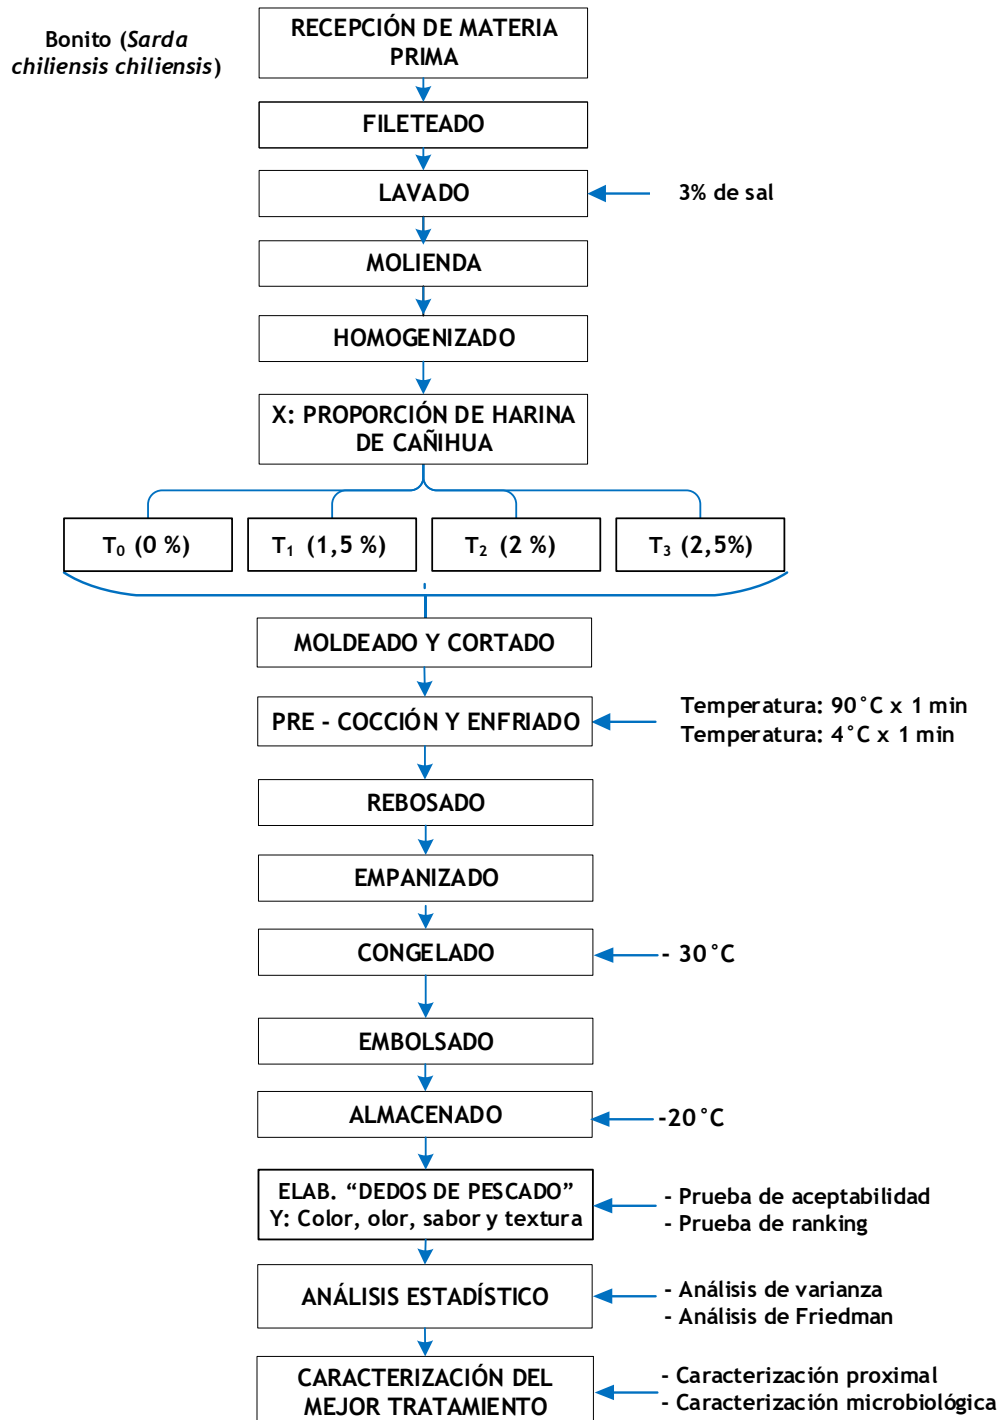 Bonito (Sarda
chiliensis chiliensis)
RECEPCIÓN DE MATERIA
PRIMA
FILETEADO
LAVADO
3% de sal
MOLIENDA
HOMOGENIZADO
X: PROPORCIÓN DE HARINA
DE CAÑIHUA
T₀ (0 %)
T₁ (1,5 %)
T₂ (2 %)
T₃ (2,5%)
MOLDEADO Y CORTADO
PRE - COCCIÓN Y ENFRIADO
Temperatura: 90°C x 1 min
Temperatura: 4°C x 1 min
REBOSADO
EMPANIZADO
CONGELADO
- 30°C
EMBOLSADO
ALMACENADO
-20°C
ELAB. “DEDOS DE PESCADO”
Y: Color, olor, sabor y textura
- Prueba de aceptabilidad
- Prueba de ranking
ANÁLISIS ESTADÍSTICO
- Análisis de varianza
- Análisis de Friedman
CARACTERIZACIÓN DEL
MEJOR TRATAMIENTO
- Caracterización proximal
- Caracterización microbiológica